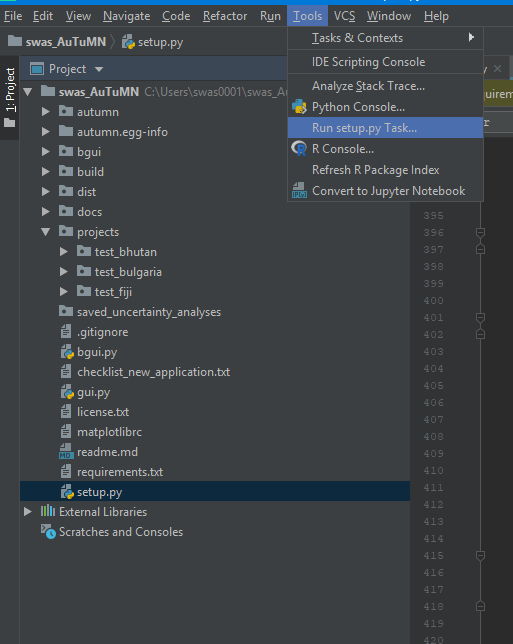 File Edit View Navigate Code Refactor Run Tools VCS Window Help
swas_AuTuMN setup.py
Tasks & Contexts
IDE Scripting Console
Analyze Stack Trace...
Python Console...
Run setup.py Task...
R Console...
Refresh R Package Index
Convert to Jupyter Notebook
1: Project
Project
swas_AuTuMN C:\Users\swas0001\swas_Au
autumn
autumn.egg-info
bgui
build
dist
docs
projects
test_bhutan
test_bulgaria
test_fiji
saved_uncertainty_analyses
.gitignore
bgui.py
checklist_new_application.txt
gui.py
license.txt
matplotlibrc
readme.md
requirements.txt
setup.py
External Libraries
Scratches and Consoles
y
uirem
r
395
396
397
398
399
400
401
402
403
404
405
406
407
408
409
410
411
412
413
414
415
416
417
418
419
420